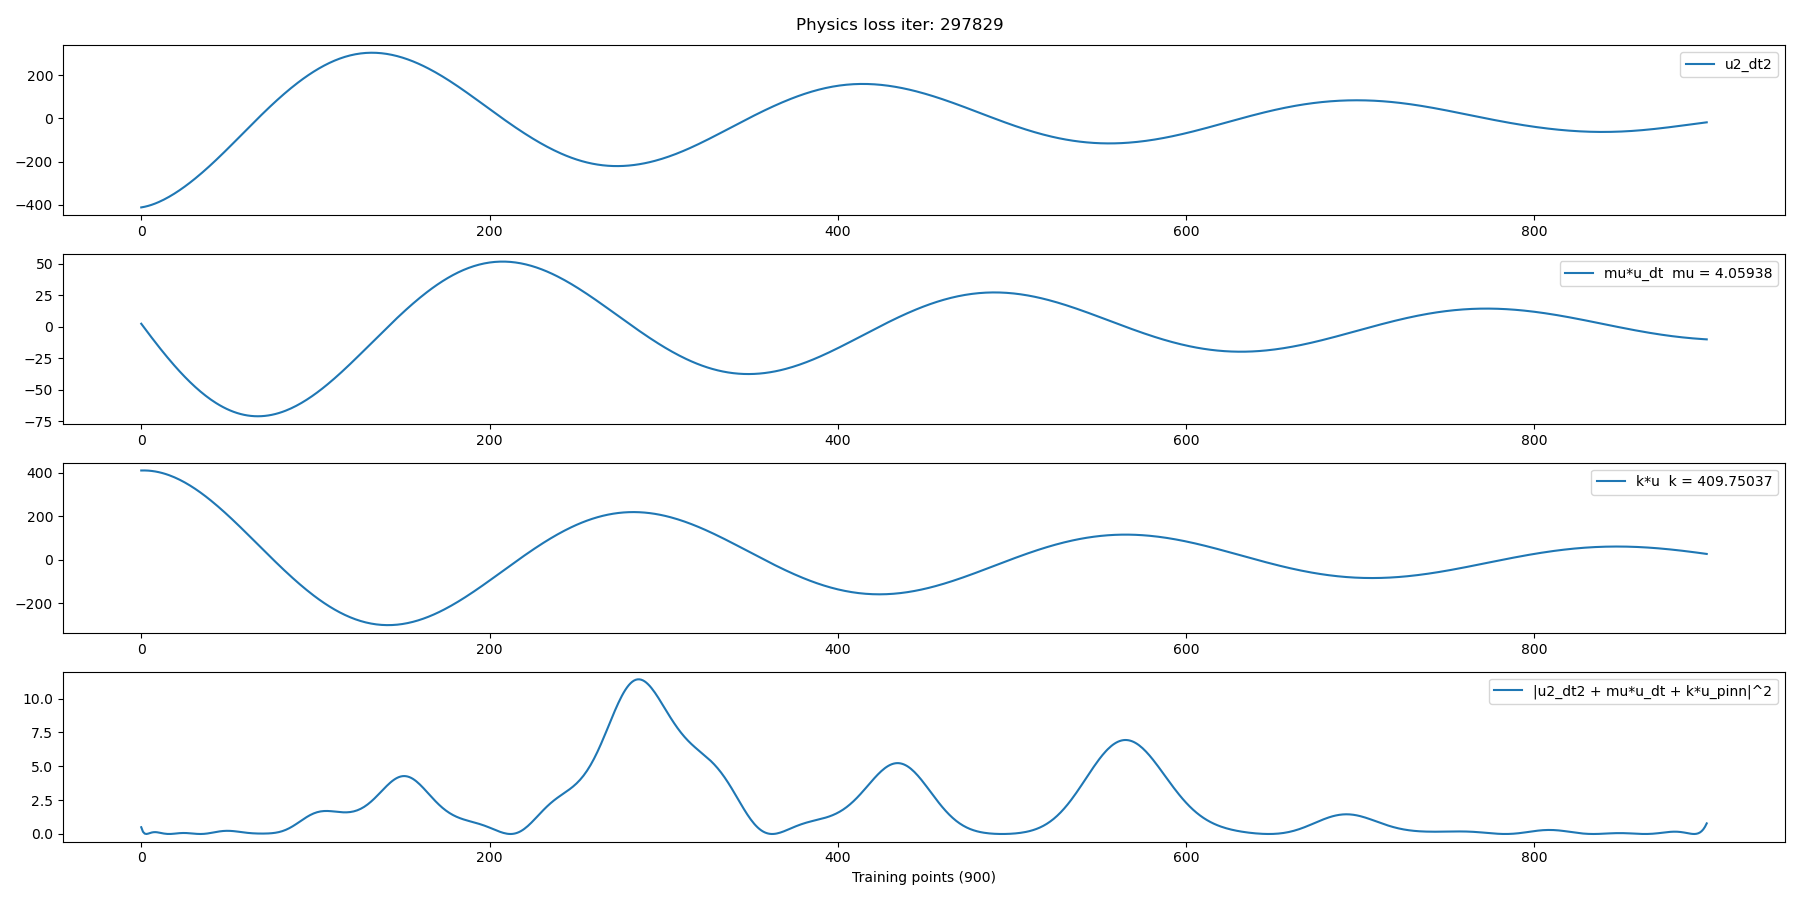 Physics loss iter: 297829
200
0
−200
−400
u2_dt2
0 200 400 600 800
50
25
0
−25
−50
−75
mu*u_dt mu = 4.05938
0 200 400 600 800
400
200
0
−200
k*u k = 409.75037
0 200 400 600 800
10.0
7.5
5.0
2.5
0.0
|u2_dt2 + mu*u_dt + k*u_pinn|^2
0 200 400 600 800
Training points (900)